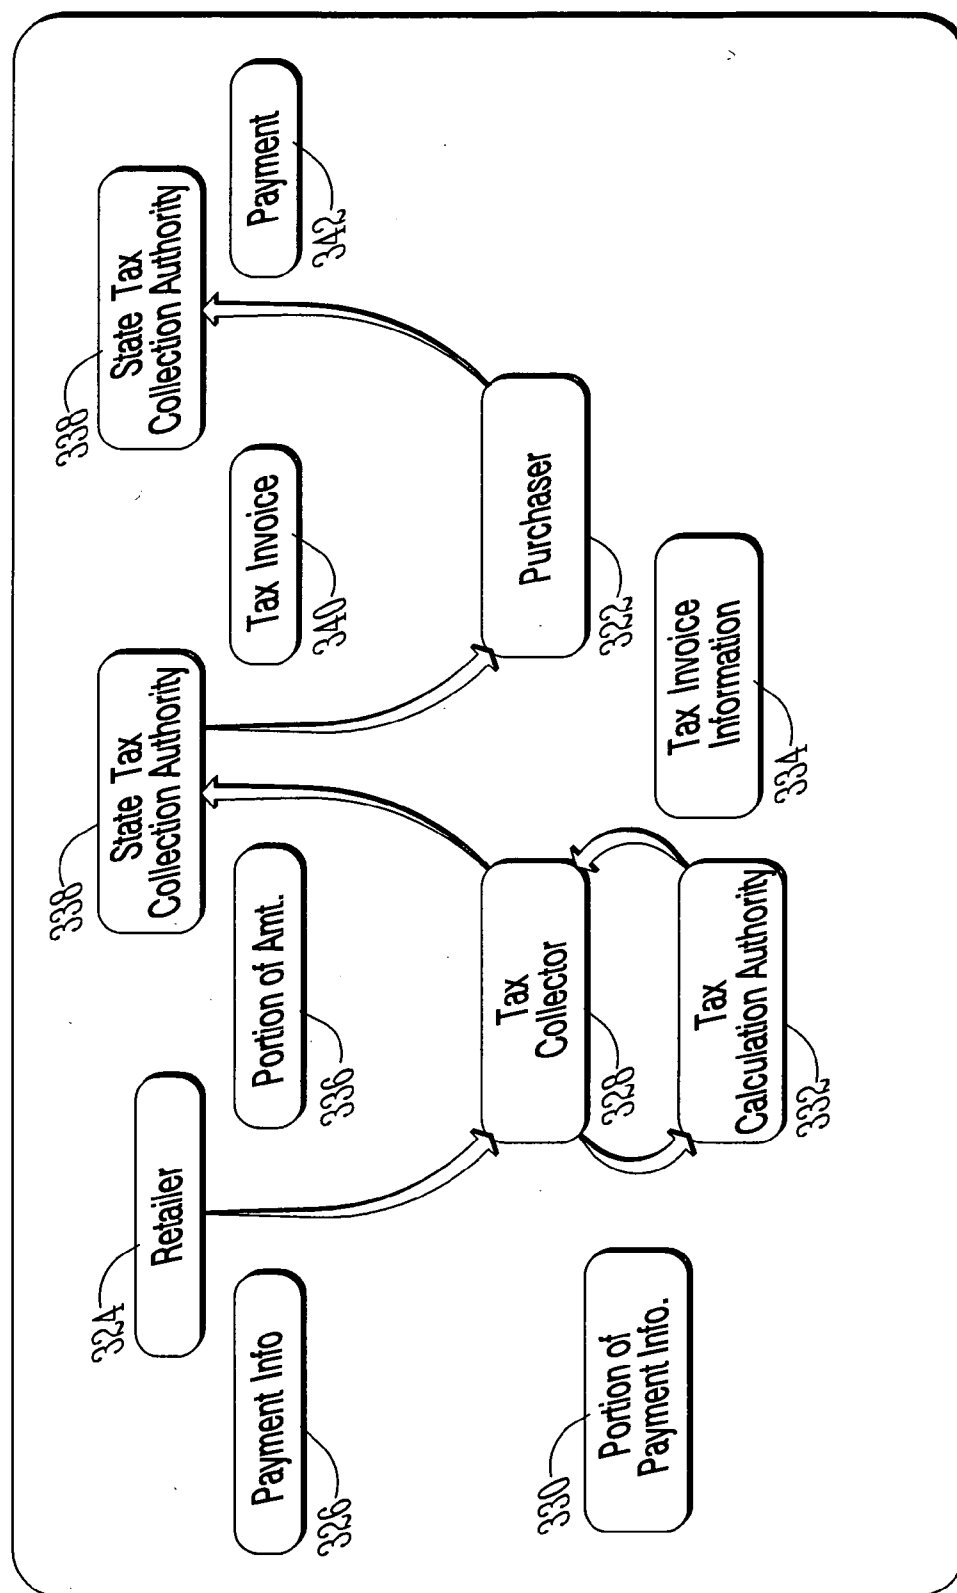 324
Retailer
338
State Tax
Collection Authority
338
State Tax
Collection Authority
Payment Info
326
Portion of Amt.
336
Tax Invoice
340
Payment
342
Tax
Collector
328
Purchaser
322
330
Portion of
Payment Info.
Tax
Calculation Authority
332
Tax Invoice
Information
334